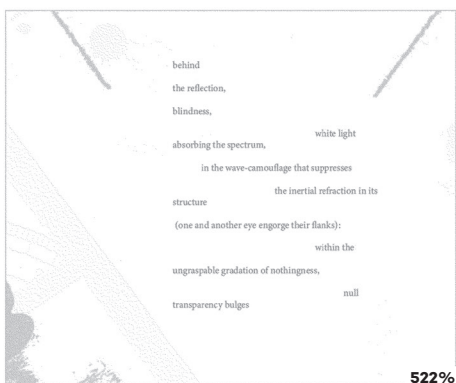 behind
the reflection,
blindness,
white light
absorbing the spectrum,
in the wave-camouflage that suppresses
the inertial refraction in its
structure
(one and another eye engorge their flanks):
within the
ungraspable gradation of nothingness,
null
transparency bulges
522%